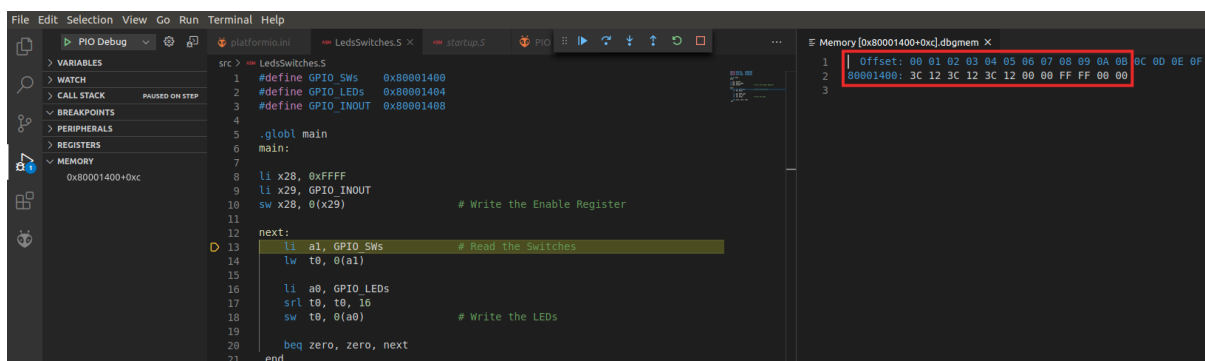 File Edit Selection View Go Run Terminal Help
PIO Debug
platformio.ini
ASM LedsSwitches.S
ASM startup.S
PIO
Memory [0x80001400+0xc].dbgmem
VARIABLES
WATCH
CALL STACK PAUSED ON STEP
BREAKPOINTS
PERIPHERALS
REGISTERS
MEMORY
0x80001400+0xc
1
src > ASM LedsSwitches.S
1 #define GPIO_SWs 0x80001400
2 #define GPIO_LEDs 0x80001404
3 #define GPIO_INOUT 0x80001408
4
5 .globl main
6 main:
7
8 li x28, 0xFFFF
9 li x29, GPIO_INOUT
10 sw x28, 0(x29) # Write the Enable Register
11
12 next:
13 li a1, GPIO_SWs # Read the Switches
14 lw t0, 0(a1)
15
16 li a0, GPIO_LEDs
17 srl t0, t0, 16
18 sw t0, 0(a0) # Write the LEDs
19
20 beq zero, zero, next
21 .end
1 Offset: 00 01 02 03 04 05 06 07 08 09 0A 0B 0C 0D 0E 0F
2 80001400: 3C 12 3C 12 3C 12 00 00 FF FF 00 00
3